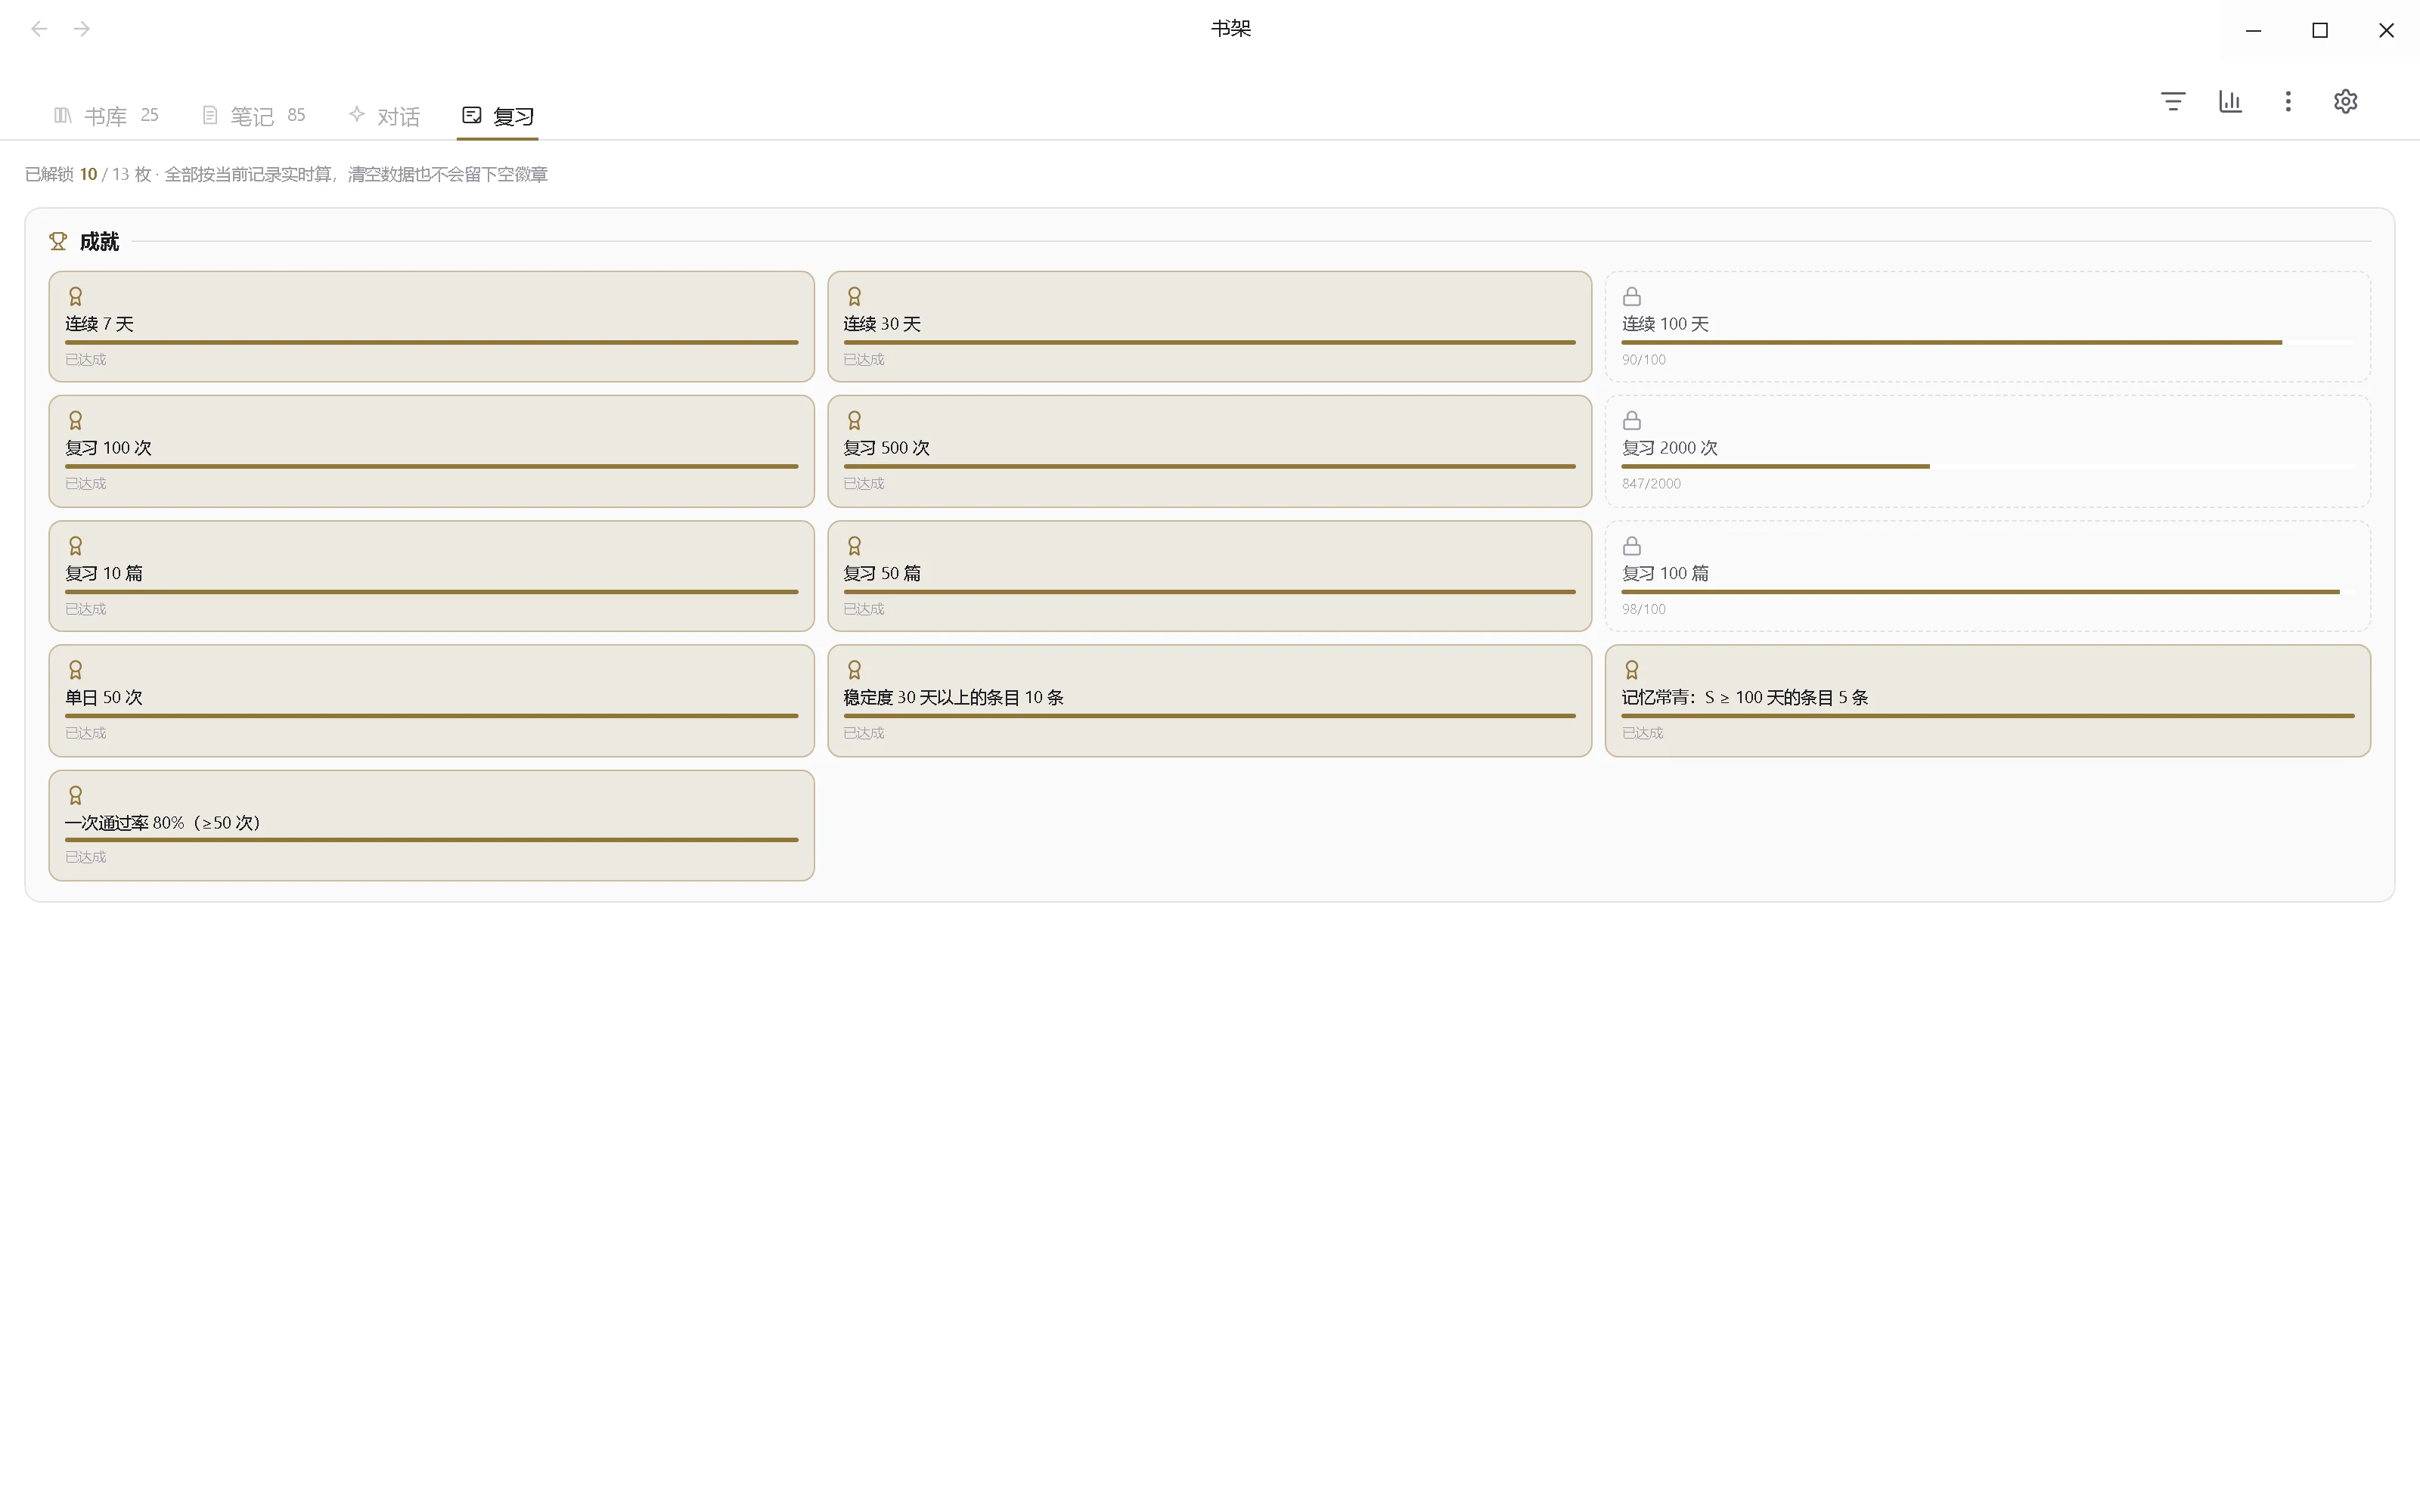 书架
书库 25 笔记 85 对话 复习
已解锁 10 / 13 枚 · 全部按当前记录实时算，清空数据也不会留下空徽章
成就
连续 7 天
已达成
连续 30 天
已达成
连续 100 天
90/100
复习 100 次
已达成
复习 500 次
已达成
复习 2000 次
847/2000
复习 10 篇
已达成
复习 50 篇
已达成
复习 100 篇
98/100
单日 50 次
已达成
稳定度 30 天以上的条目 10 条
已达成
记忆常青：S ≥ 100 天的条目 5 条
已达成
一次通过率 80%（≥50 次）
已达成